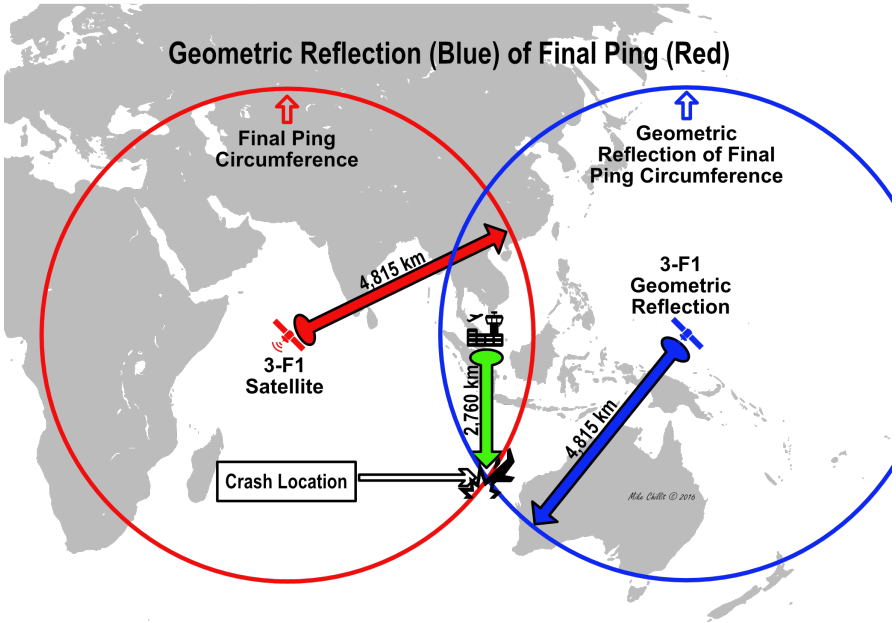 Geometric Reflection (Blue) of Final Ping (Red)
Final Ping
Circumference
Geometric
Reflection of Final
Ping Circumference
4,815 km
3-F1
Geometric
Reflection
3-F1
Satellite
2,760 km
4,815 km
Crash Location
Mike Chillit © 2016